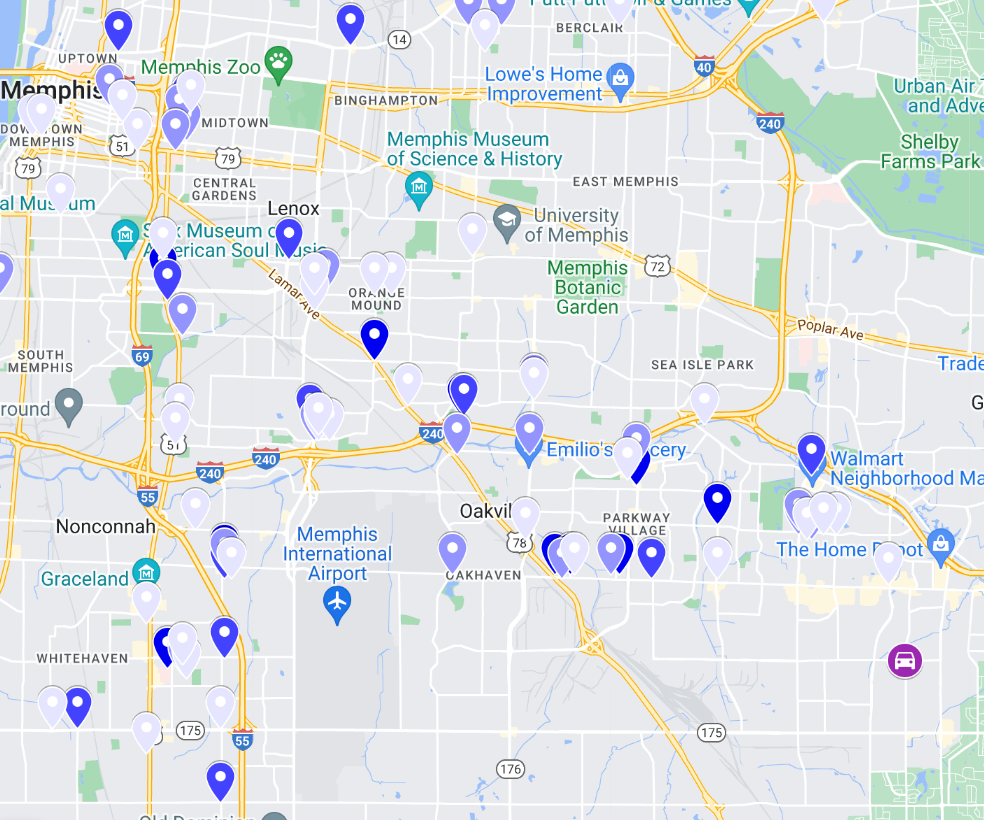 Putt-Putt Golf & Games
BERCLAIR
14
40
UPTOWN
Memphis Zoo
Lowe's Home
Improvement
Urban Air
and Adve
Memphis
BINGHAMPTON
240
MIDTOWN
DOWNTOWN
MEMPHIS
51
79
79
Memphis Museum
of Science & History
Shelby
Farms Park
CENTRAL
GARDENS
EAST MEMPHIS
al Museum
Lenox
University
of Memphis
Stax Museum of
American Soul Music
72
Memphis
Botanic
Garden
Lamar Ave
ORANGE
MOUND
Poplar Ave
SOUTH
MEMPHIS
69
SEA ISLE PARK
Trade
G
round
51
240
240
240
Emilio's Grocery
Walmart
Neighborhood Ma
55
Nonconnah
Oakvil
PARKWAY
VILLAGE
78
Memphis
International
Airport
The Home Depot
Graceland
OAKHAVEN
WHITEHAVEN
175
55
175
176
Old Dominion